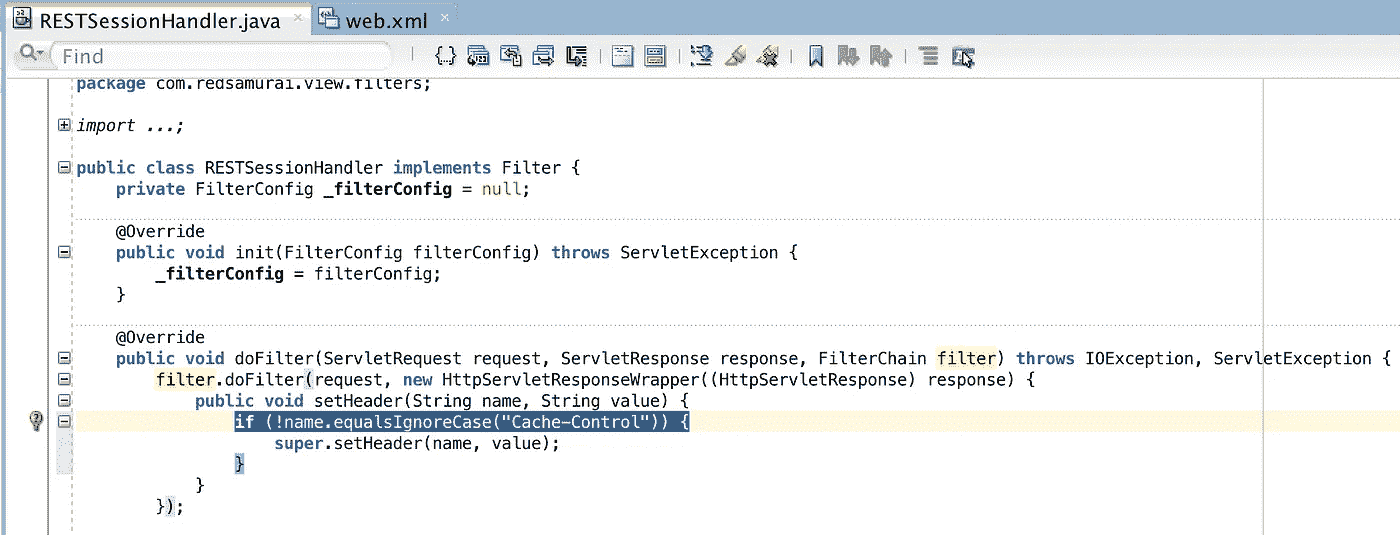 RESTSessionHandler.java × web.xml ×
Find
package com.redsamurai.view.filters;
import ...;
public class RESTSessionHandler implements Filter {
private FilterConfig _filterConfig = null;
@Override
public void init(FilterConfig filterConfig) throws ServletException {
_filterConfig = filterConfig;
}
@Override
public void doFilter(ServletRequest request, ServletResponse response, FilterChain filter) throws IOException, ServletException {
filter.doFilter(request, new HttpServletResponseWrapper((HttpServletResponse) response) {
public void setHeader(String name, String value) {
if (!name.equalsIgnoreCase("Cache-Control")) {
super.setHeader(name, value);
}
}
});